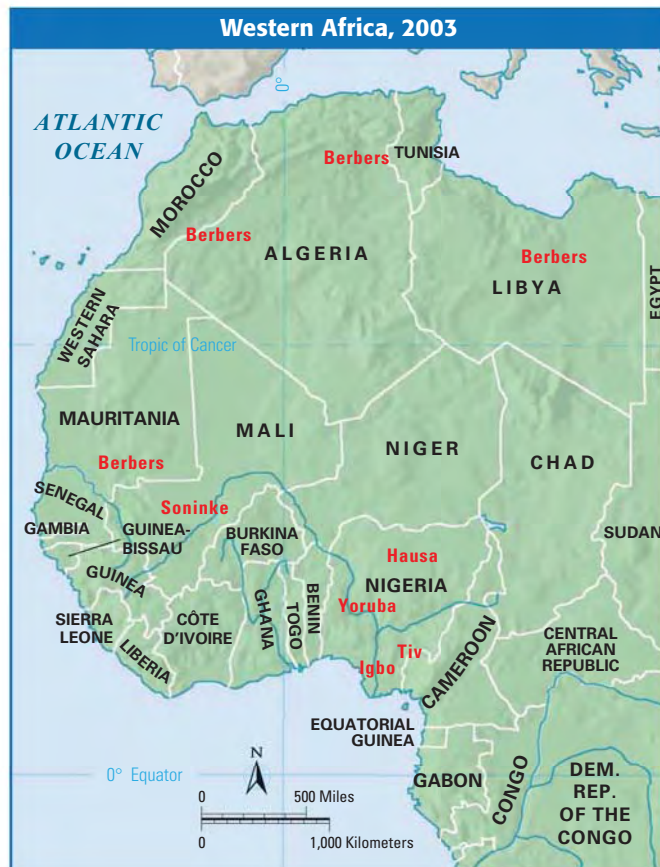 Western Africa, 2003
0°
ATLANTIC
OCEAN
TUNISIA
Berbers
MOROCCO
Berbers
ALGERIA
Berbers
LIBYA
EGYPT
WESTERN
SAHARA
Tropic of Cancer
MAURITANIA
MALI
NIGER
CHAD
Berbers
SENEGAL
Soninke
GAMBIA
GUINEA-
BISSAU
BURKINA
FASO
SUDAN
Hausa
GUINEA
NIGERIA
Yoruba
SIERRA
LEONE
LIBERIA
CÔTE
D'IVOIRE
GHANA
TOGO
BENIN
Tiv
Igbo
CAMEROON
CENTRAL
AFRICAN
REPUBLIC
EQUATORIAL
GUINEA
N
0° Equator
GABON
CONGO
DEM.
REP.
OF THE
CONGO
0 500 Miles
0 1,000 Kilometers